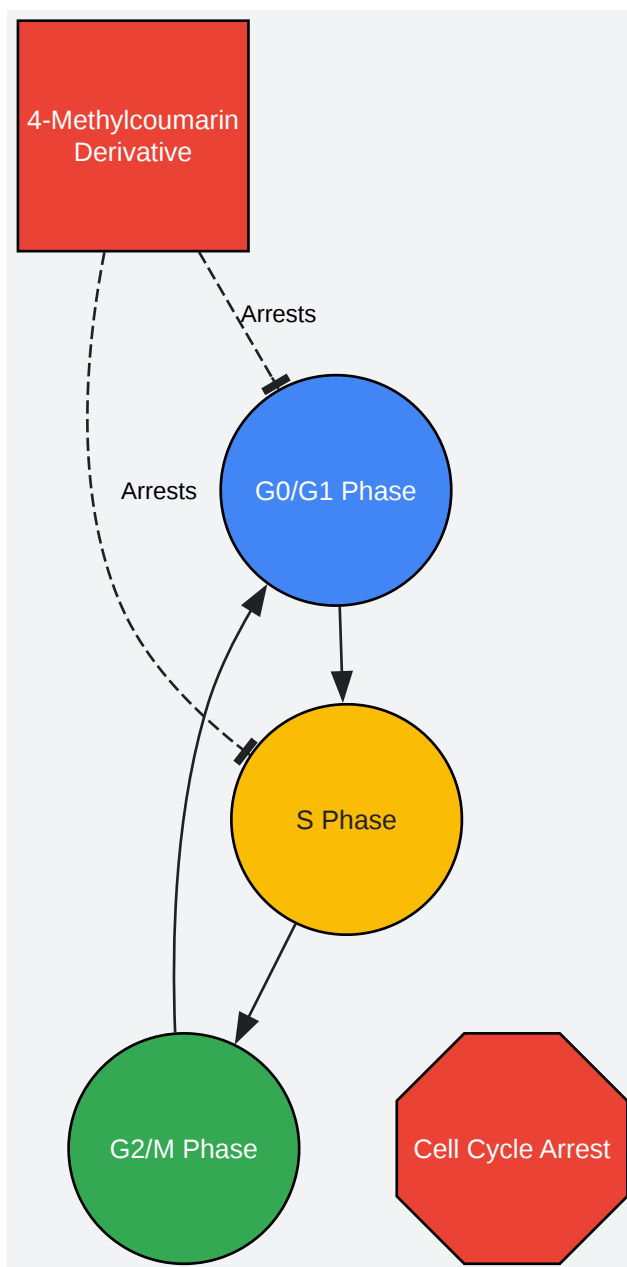 4-Methylcoumarin
Derivative
Arrests
Arrests
G0/G1 Phase
S Phase
G2/M Phase
Cell Cycle Arrest